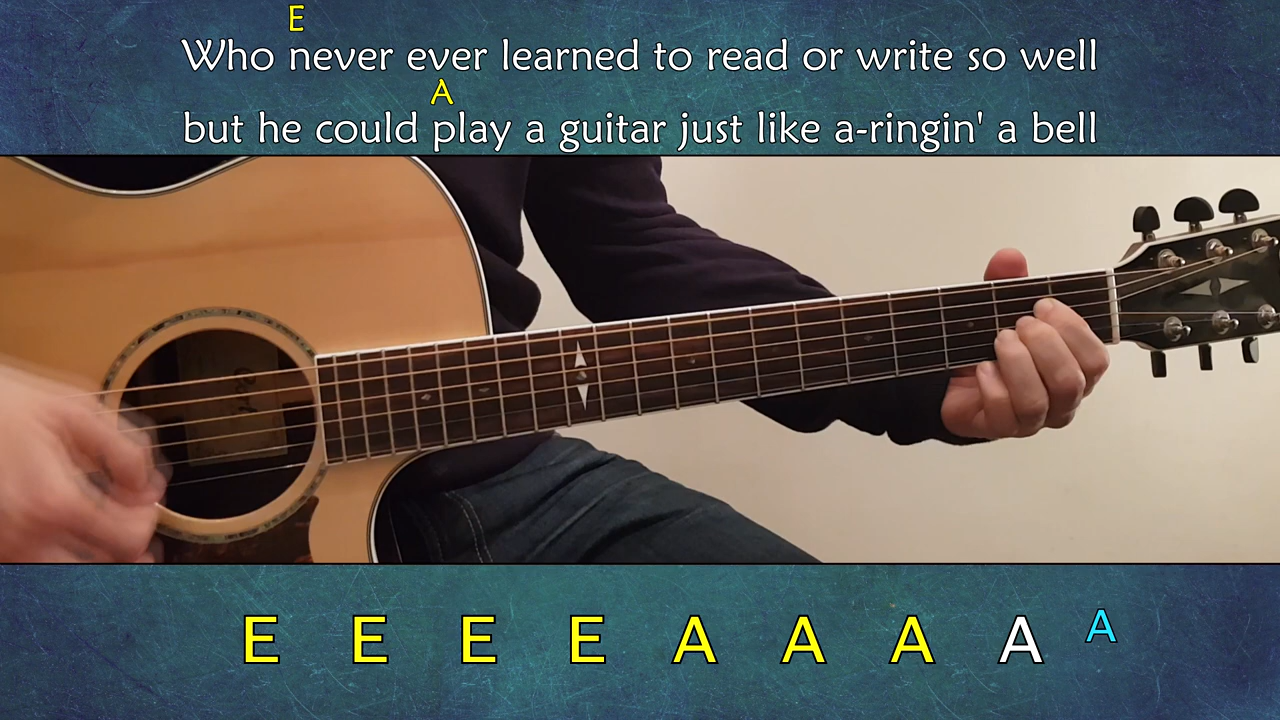 E
Who never ever learned to read or write so well
A
but he could play a guitar just like a-ringin' a bell
E E E E A A A A A